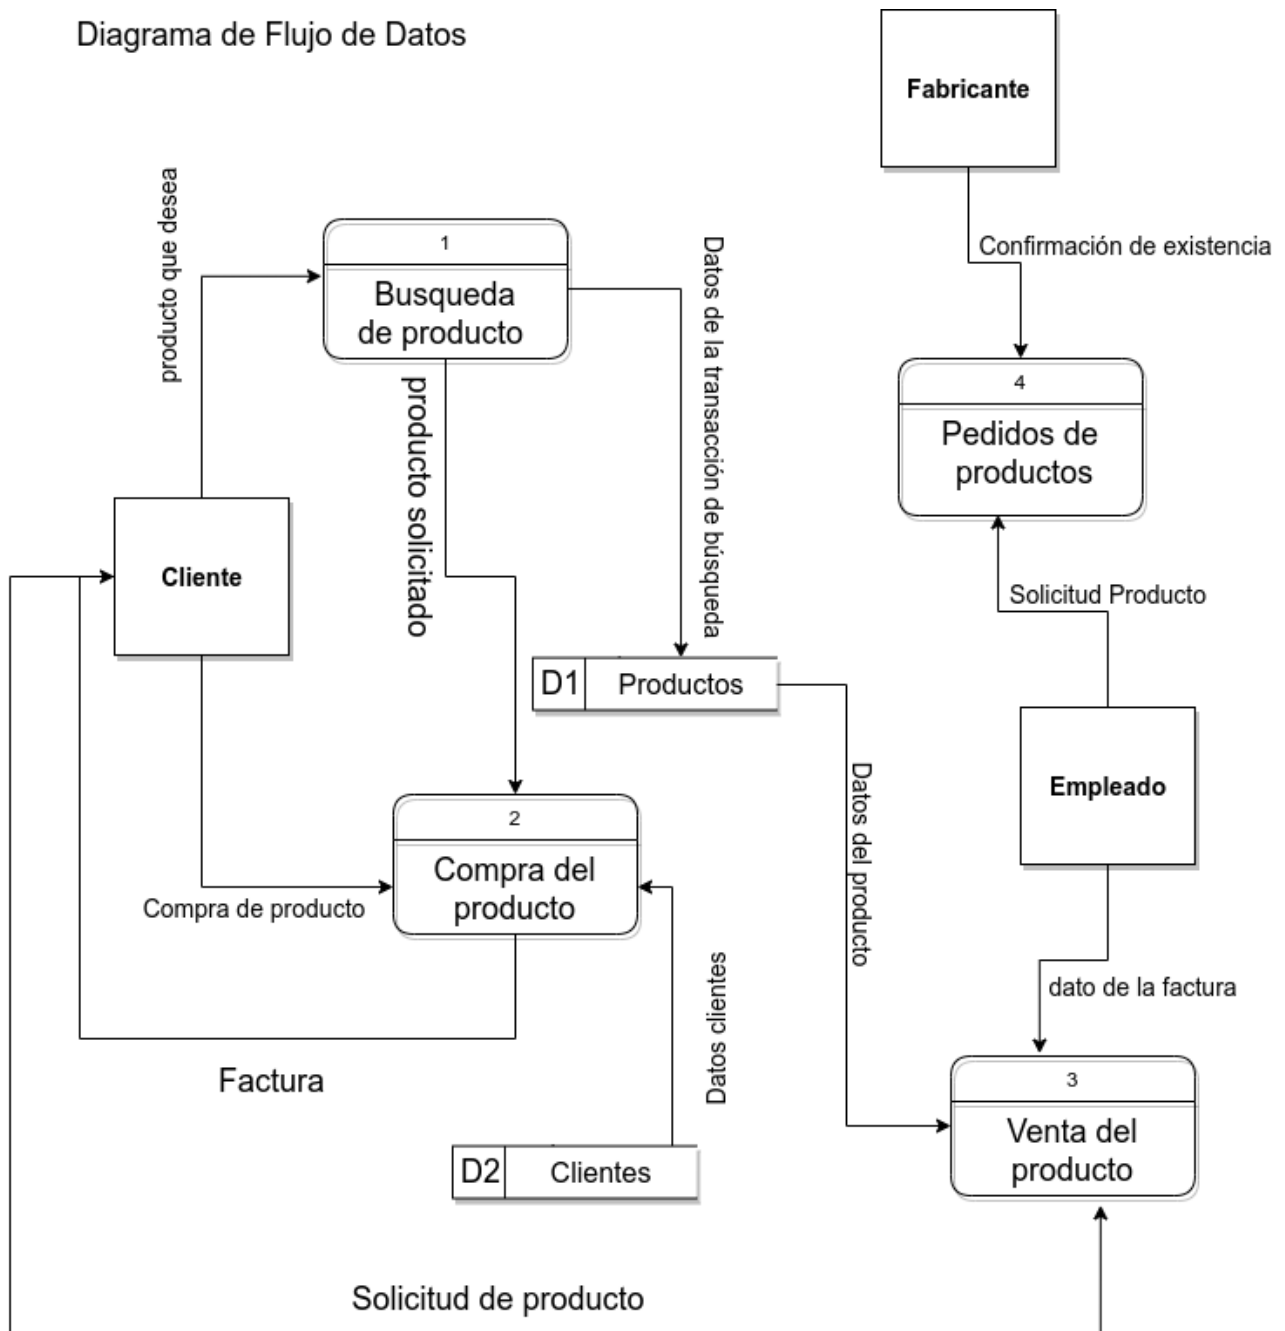 Diagrama de Flujo de Datos
Fabricante
Confirmación de existencia
producto que desea
1
Busqueda
de producto
Datos de la transacción de búsqueda
4
Pedidos de
productos
producto solicitado
Cliente
Solicitud Producto
D1
Productos
Empleado
Datos del producto
2
Compra del
producto
Compra de producto
Datos clientes
dato de la factura
Factura
3
Venta del
producto
D2
Clientes
Solicitud de producto